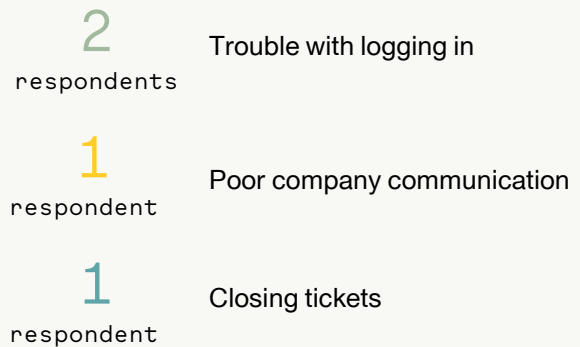 2
respondents
Trouble with logging in
1
respondent
Poor company communication
1
respondent
Closing tickets